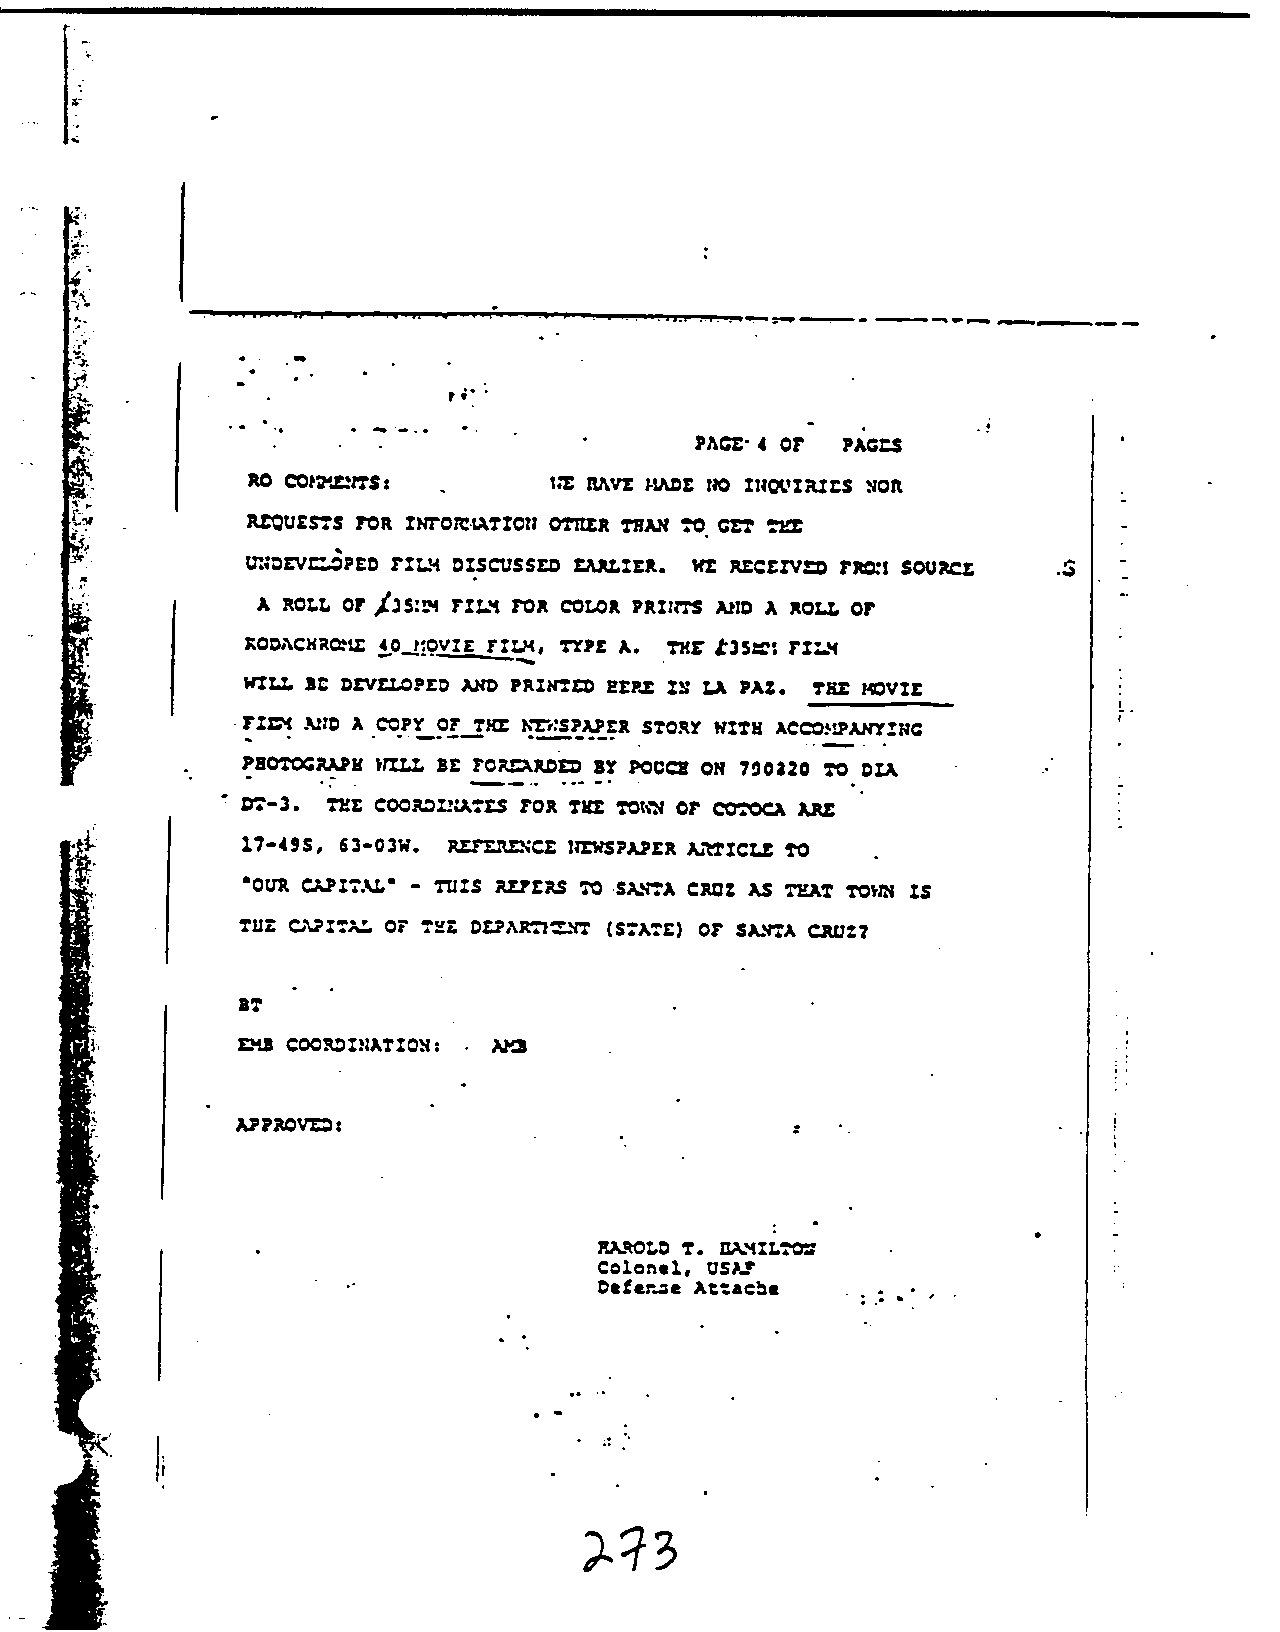 PAGE 4 OF PAGES
RO COMMENTS: WE HAVE MADE NO INQUIRIES NOR
REQUESTS FOR INFORMATION OTHER THAN TO GET THE
UNDEVELOPED FILM DISCUSSED EARLIER. WE RECEIVED FROM SOURCE .S
A ROLL OF 35MM FILM FOR COLOR PRINTS AND A ROLL OF
KODACHROME 40 MOVIE FILM, TYPE A. THE 35MM FILM
WILL BE DEVELOPED AND PRINTED HERE IN LA PAZ. THE MOVIE
FILM AND A COPY OF THE NEWSPAPER STORY WITH ACCOMPANYING
PHOTOGRAPH WILL BE FOREARDED BY POUCH ON 790820 TO DIA
DT-3. THE COORDINATES FOR THE TOWN OF COTOCA ARE
17-49S, 63-03W. REFERENCE NEWSPAPER ARTICLE TO
"OUR CAPITAL" - THIS REFERS TO SANTA CRUZ AS THAT TOWN IS
THE CAPITAL OF THE DEPARTMENT (STATE) OF SANTA CRUZ?
BT
EMB COORDINATION: AMB
APPROVED:
HAROLD T. HAMILTON
Colonel, USAF
Defense Attache
273